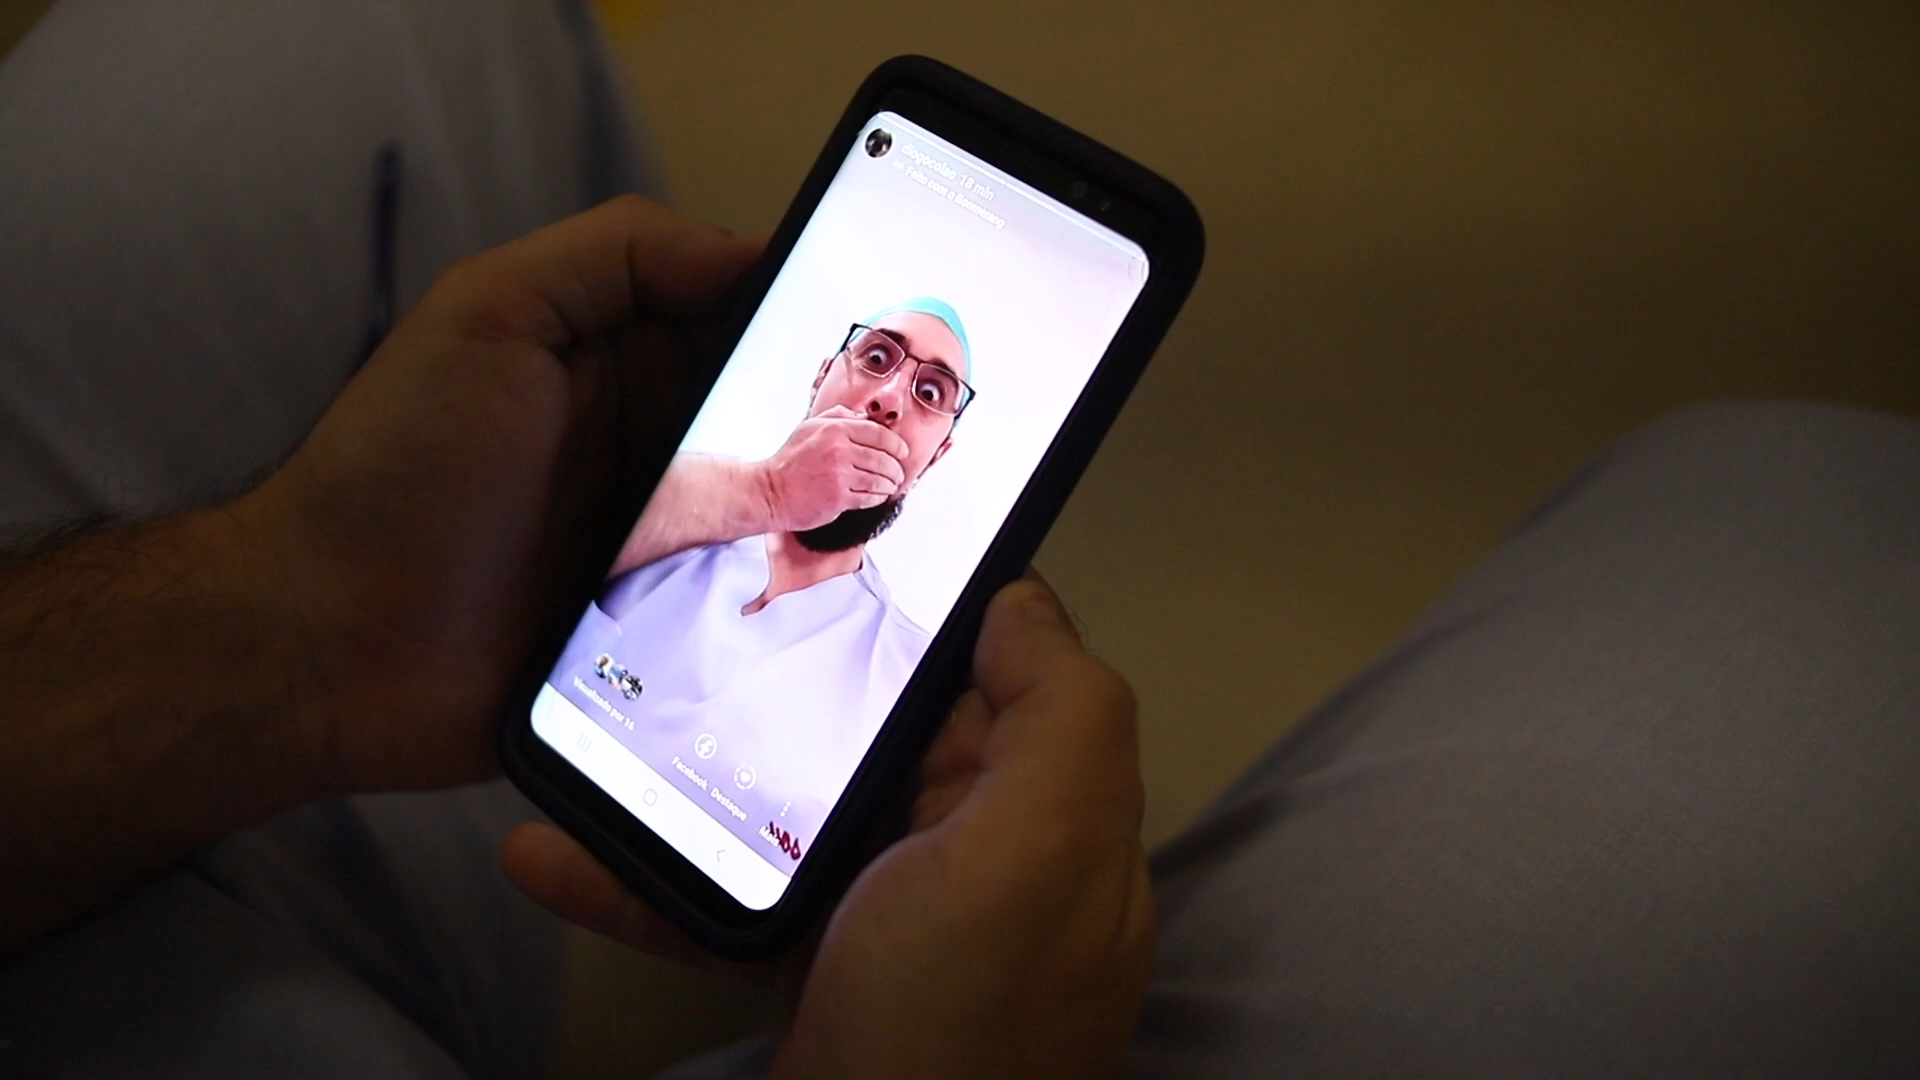 diogocolao 18 min
∞ Feito com o Boomerang
Visualizado por 16
Facebook
Destaque